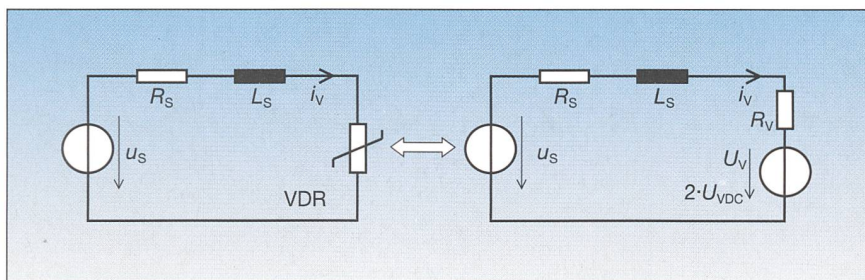 R_S
L_S
i_V
u_S
VDR
R_S
L_S
i_V
R_V
u_S
U_V
2·U_VDC